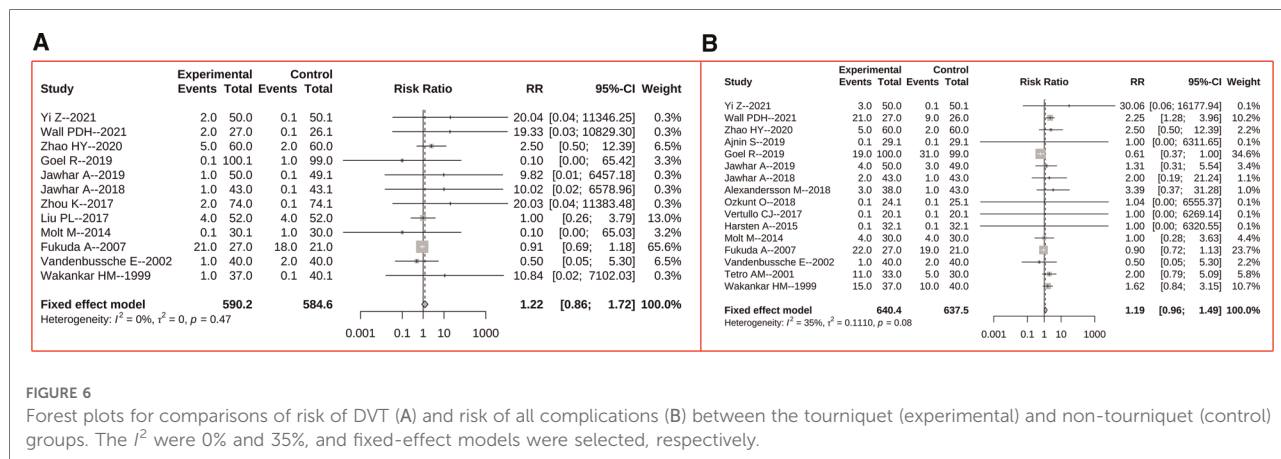 A
Experimental Control
Study Events Total Events Total Risk Ratio RR 95%-CI Weight
Yi Z--2021 2.0 50.0 0.1 50.1 20.04 [0.04; 11346.25] 0.3%
Wall PDH--2021 2.0 27.0 0.1 26.1 19.33 [0.03; 10829.30] 0.3%
Zhao HY--2020 5.0 60.0 2.0 60.0 2.50 [0.50; 12.39] 6.5%
Goel R--2019 0.1 100.1 1.0 99.0 0.10 [0.00; 65.42] 0.3%
Jawhar A--2019 1.0 50.0 0.1 49.1 9.82 [0.01; 6457.18] 0.3%
Jawhar A--2018 1.0 43.0 0.1 43.1 10.02 [0.02; 6578.96] 0.3%
Zhou K--2017 2.0 74.0 0.1 74.1 20.03 [0.04; 11383.48] 0.3%
Liu PL--2017 4.0 52.0 4.0 52.0 1.00 [0.26; 3.79] 13.0%
Molt M--2014 0.1 30.1 1.0 30.0 0.10 [0.00; 65.03] 0.3%
Fukuda A--2007 21.0 27.0 18.0 21.0 0.91 [0.69; 1.18] 65.6%
Vandenbussche E--2002 1.0 40.0 2.0 40.0 0.50 [0.05; 5.30] 6.5%
Wakankar HM--1999 1.0 37.0 0.1 40.1 10.84 [0.02; 7102.03] 0.3%
Fixed effect model 590.2 584.6 1.22 [0.86; 1.72] 100.0%
Heterogeneity: I² = 0%, τ² = 0, p = 0.47
0.001 0.1 1 10 1000
B
Experimental Control
Study Events Total Events Total Risk Ratio RR 95%-CI Weight
Yi Z--2021 3.0 50.0 0.1 50.1 30.06 [0.06; 16177.94] 0.1%
Wall PDH--2021 21.0 27.0 9.0 26.0 2.25 [1.28; 3.96] 10.2%
Zhao HY--2020 5.0 60.0 2.0 60.0 2.50 [0.50; 12.39] 2.2%
Ajnin S--2019 0.1 29.1 0.1 29.1 1.00 [0.00; 6311.65] 0.1%
Goel R--2019 19.0 100.0 31.0 99.0 0.61 [0.37; 1.00] 34.6%
Jawhar A--2019 4.0 50.0 3.0 49.0 1.31 [0.31; 5.54] 3.4%
Jawhar A--2018 2.0 43.0 1.0 43.0 2.00 [0.19; 21.24] 1.1%
Alexandersson M--2018 3.0 38.0 1.0 43.0 3.39 [0.37; 31.28] 1.0%
Ozkunt O--2018 0.1 24.1 0.1 25.1 1.04 [0.00; 6555.37] 0.1%
Vertullo CJ--2017 0.1 20.1 0.1 20.1 1.00 [0.00; 6269.14] 0.1%
Harsten A--2015 0.1 32.1 0.1 32.1 1.00 [0.00; 6320.55] 0.1%
Molt M--2014 4.0 30.0 4.0 30.0 1.00 [0.28; 3.63] 4.4%
Fukuda A--2007 22.0 27.0 19.0 21.0 0.90 [0.72; 1.13] 23.7%
Vandenbussche E--2002 1.0 40.0 2.0 40.0 0.50 [0.05; 5.30] 2.2%
Tetro AM--2001 11.0 33.0 5.0 30.0 2.00 [0.79; 5.09] 5.8%
Wakankar HM--1999 15.0 37.0 10.0 40.0 1.62 [0.84; 3.15] 10.7%
Fixed effect model 640.4 637.5 1.19 [0.96; 1.49] 100.0%
Heterogeneity: I² = 35%, τ² = 0.1110, p = 0.08
0.001 0.1 1 10 1000
FIGURE 6
Forest plots for comparisons of risk of DVT (A) and risk of all complications (B) between the tourniquet (experimental) and non-tourniquet (control)
groups. The I² were 0% and 35%, and fixed-effect models were selected, respectively.